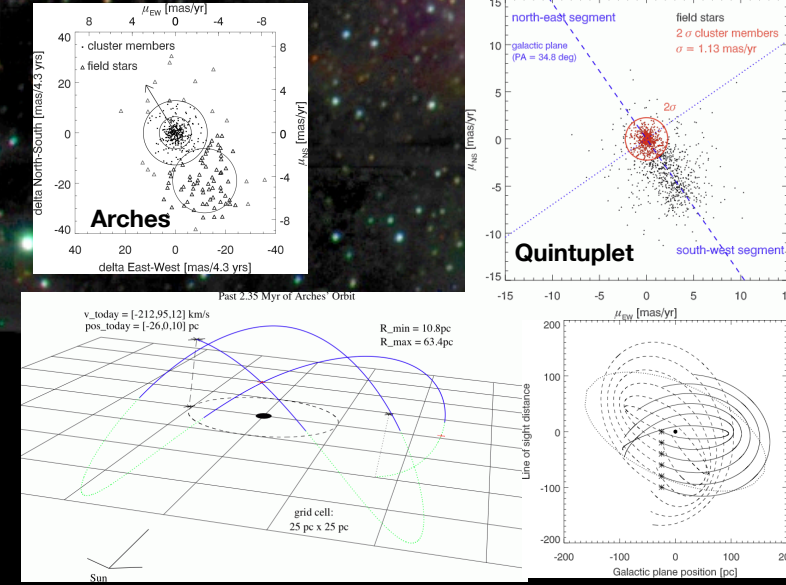 μ_EW [mas/yr]
8 4 0 -4 -8
40
20
0
-20
-40
8
4
0
-4
-8
delta North-South [mas/4.3 yrs]
μ_NS [mas/yr]
· cluster members
▵ field stars
Arches
40 20 0 -20 -40
delta East-West [mas/4.3 yrs]
15
10
5
0
-5
-10
-15
μ_NS [mas/yr]
north-east segment
galactic plane
(PA = 34.8 deg)
field stars
2 σ cluster members
σ = 1.13 mas/yr
2σ
Quintuplet
south-west segment
-15 -10 -5 0 5 10 15
μ_EW [mas/yr]
Past 2.35 Myr of Arches' Orbit
v_today = [-212,95,12] km/s
pos_today = [-26,0,10] pc
R_min = 10.8pc
R_max = 63.4pc
grid cell:
25 pc x 25 pc
Sun
200
100
0
-100
-200
Line of sight distance
-200 -100 0 100
Galactic plane position [pc]